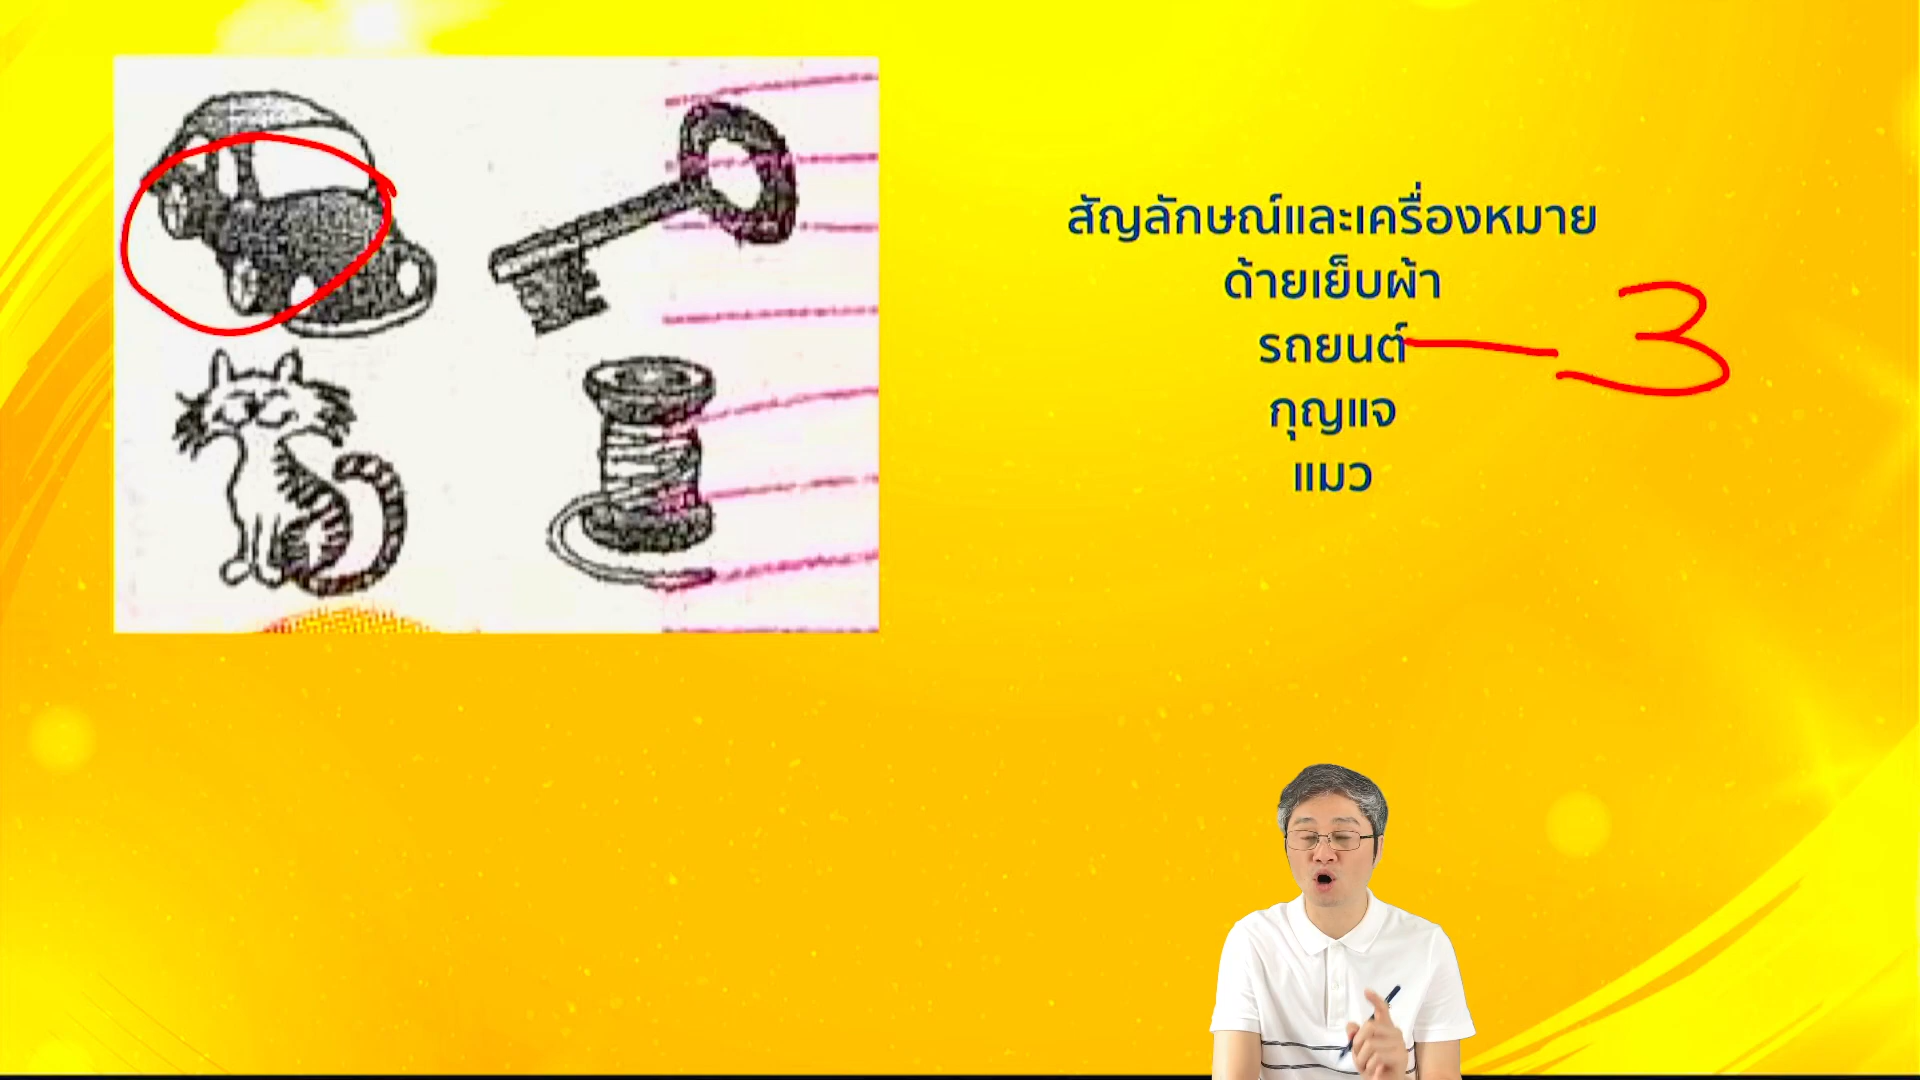 สัญลักษณ์และเครื่องหมาย
ด้ายเย็บผ้า
รถยนต์ 3
กุญแจ
แมว